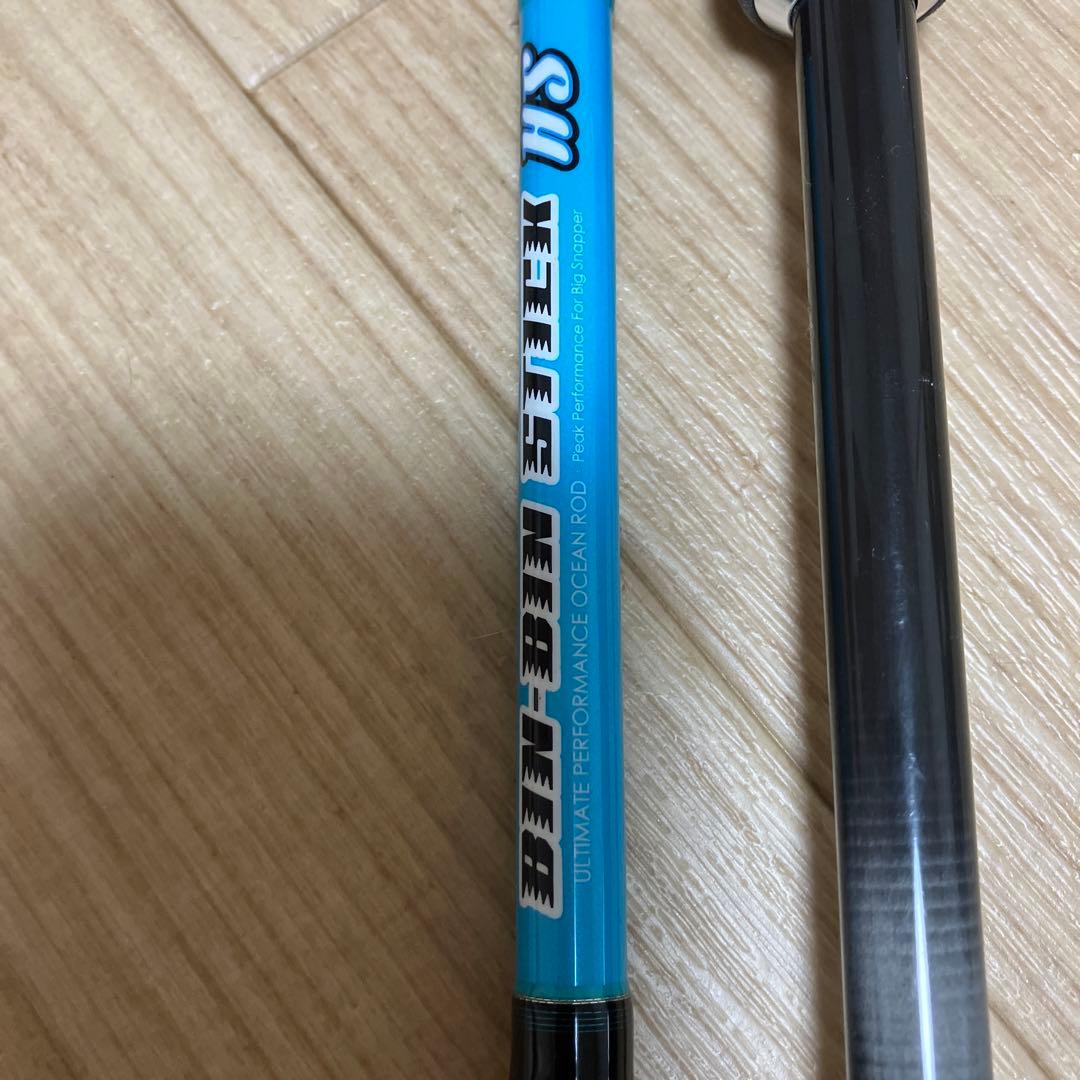 BIN-BIN STICK HS
ULTIMATE PERFORMANCE OCEAN ROD · Peak Performance For Big Snapper